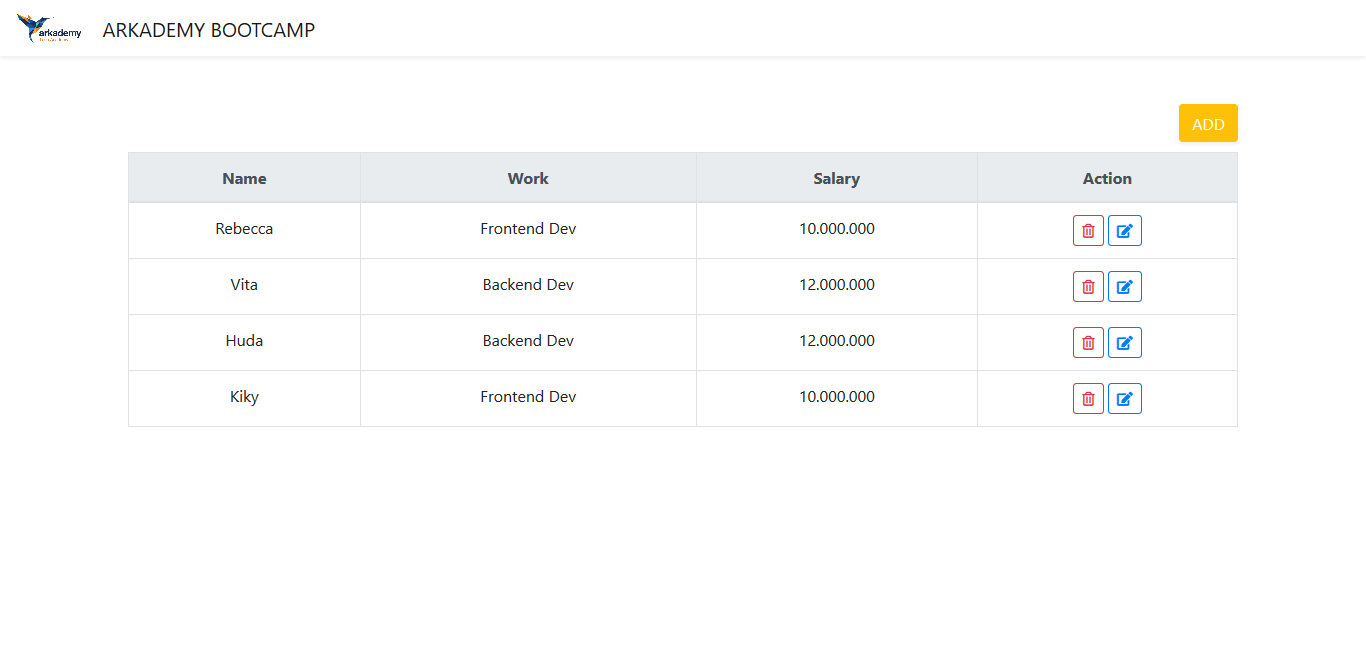 arkademy
ARKADEMY BOOTCAMP
ADD
Name Work Salary Action
Rebecca Frontend Dev 10.000.000
Vita Backend Dev 12.000.000
Huda Backend Dev 12.000.000
Kiky Frontend Dev 10.000.000